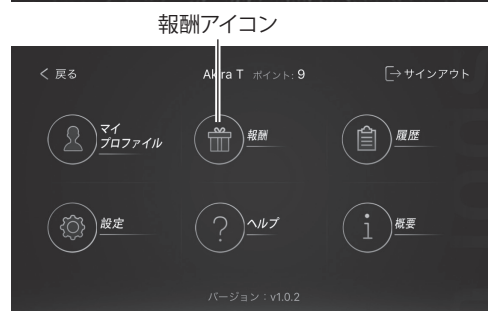 報酬アイコン
戻る
Akira T ポイント: 9
サインアウト
マイ
プロファイル
報酬
履歴
設定
ヘルプ
概要
バージョン：v1.0.2